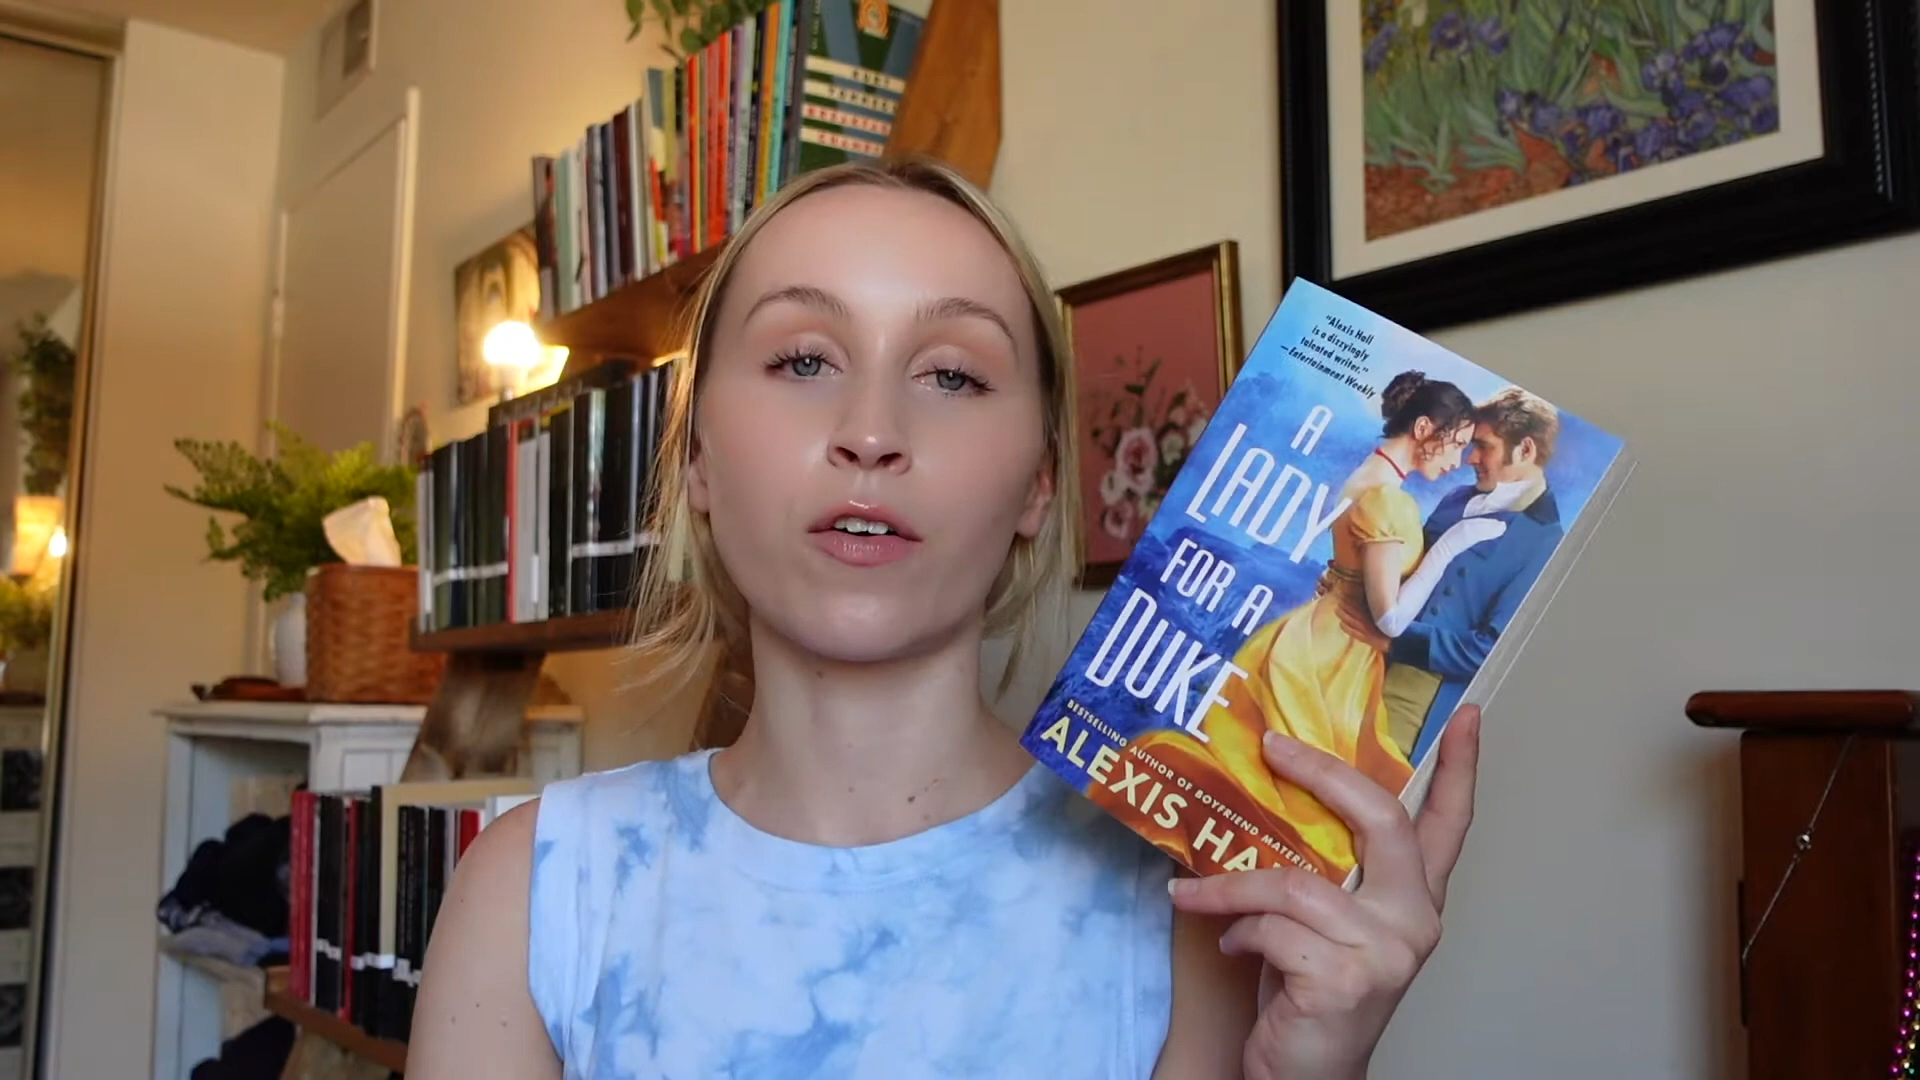 "Alexis Hall
is a dizzyingly
talented writer."
—Entertainment Weekly
A
LADY
FOR A
DUKE
BESTSELLING AUTHOR OF BOYFRIEND MATERIAL
ALEXIS HA